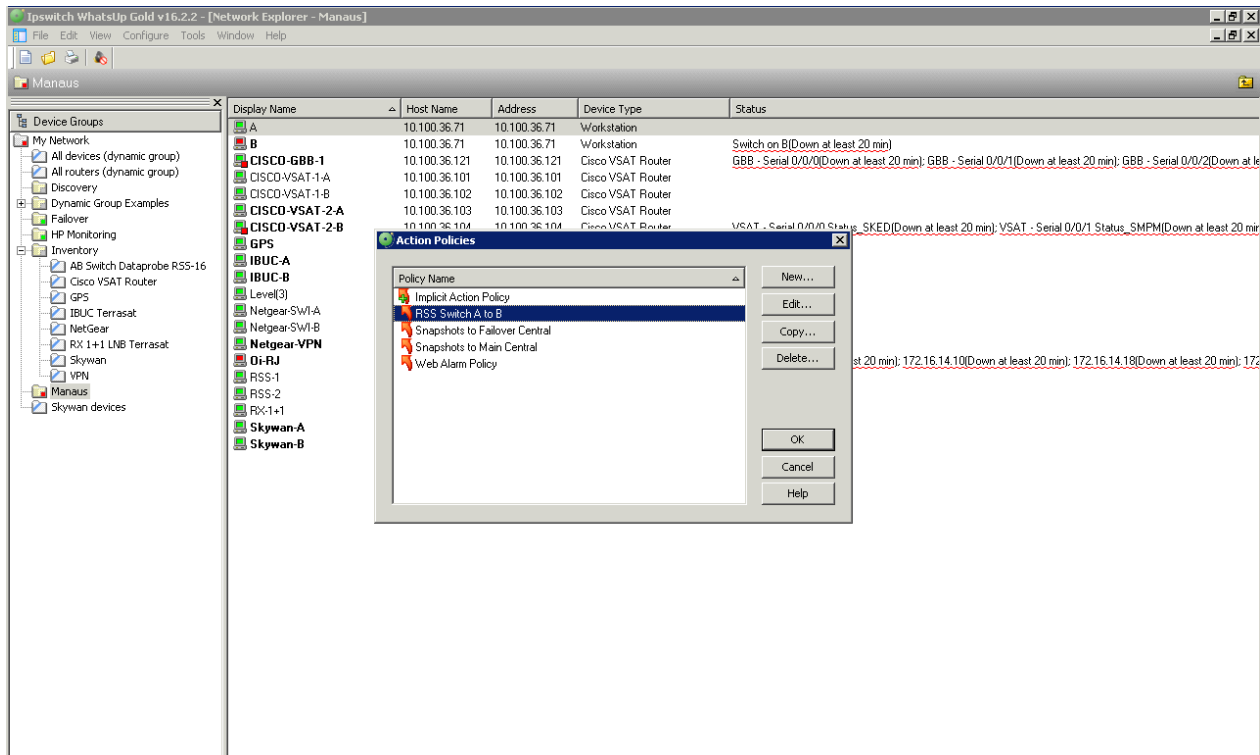 Ipswitch WhatsUp Gold v16.2.2 - [Network Explorer - Manaus]
File Edit View Configure Tools Window Help
Manaus
Device Groups
My Network
All devices (dynamic group)
All routers (dynamic group)
Discovery
Dynamic Group Examples
Failover
HP Monitoring
Inventory
AB Switch Dataprobe RSS-16
Cisco VSAT Router
GPS
IBUC Terrasat
NetGear
RX 1+1 LNB Terrasat
Skywan
VPN
Manaus
Skywan devices
Display Name Host Name Address Device Type Status
A 10.100.36.71 10.100.36.71 Workstation
B 10.100.36.71 10.100.36.71 Workstation Switch on B(Down at least 20 min)
CISCO-GBB-1 10.100.36.121 10.100.36.121 Cisco VSAT Router GBB - Serial 0/0/0(Down at least 20 min); GBB - Serial 0/0/1(Down at least 20 min); GBB - Serial 0/0/2(Down at le
CISCO-VSAT-1-A 10.100.36.101 10.100.36.101 Cisco VSAT Router
CISCO-VSAT-1-B 10.100.36.102 10.100.36.102 Cisco VSAT Router
CISCO-VSAT-2-A 10.100.36.103 10.100.36.103 Cisco VSAT Router
CISCO-VSAT-2-B 10.100.36.104 10.100.36.104 Cisco VSAT Router VSAT - Serial 0/0/0 Status_SKED(Down at least 20 min); VSAT - Serial 0/0/1 Status_SMPM(Down at least 20 min
GPS
IBUC-A
IBUC-B
Level(3)
Netgear-SWI-A
Netgear-SWI-B
Netgear-VPN
Oi-RJ st 20 min); 172.16.14.10(Down at least 20 min); 172.16.14.18(Down at least 20 min); 172
RSS-1
RSS-2
RX-1+1
Skywan-A
Skywan-B
Action Policies
Policy Name
Implicit Action Policy
RSS Switch A to B
Snapshots to Failover Central
Snapshots to Main Central
Web Alarm Policy
New...
Edit...
Copy...
Delete...
OK
Cancel
Help